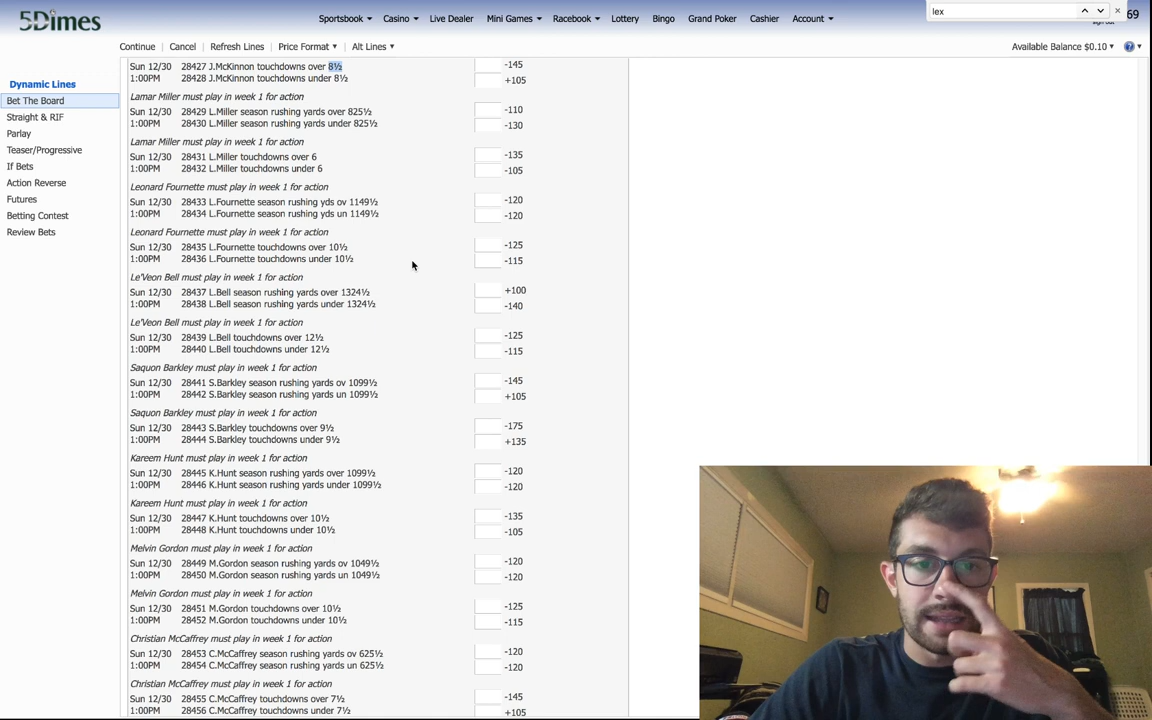 5Dimes
Sportsbook Casino Live Dealer Mini Games Racebook Lottery Bingo Grand Poker Cashier Account
lex
69
Continue Cancel Refresh Lines Price Format Alt Lines
Available Balance $0.10
Dynamic Lines
Bet The Board
Straight & RIF
Parlay
Teaser/Progressive
If Bets
Action Reverse
Futures
Betting Contest
Review Bets
Sun 12/30 28427 J.McKinnon touchdowns over 8½ -145
1:00PM 28428 J.McKinnon touchdowns under 8½ +105
Lamar Miller must play in week 1 for action
Sun 12/30 28429 L.Miller season rushing yards over 825½ -110
1:00PM 28430 L.Miller season rushing yards under 825½ -130
Lamar Miller must play in week 1 for action
Sun 12/30 28431 L.Miller touchdowns over 6 -135
1:00PM 28432 L.Miller touchdowns under 6 -105
Leonard Fournette must play in week 1 for action
Sun 12/30 28433 L.Fournette season rushing yds ov 1149½ -120
1:00PM 28434 L.Fournette season rushing yds un 1149½ -120
Leonard Fournette must play in week 1 for action
Sun 12/30 28435 L.Fournette touchdowns over 10½ -125
1:00PM 28436 L.Fournette touchdowns under 10½ -115
Le'Veon Bell must play in week 1 for action
Sun 12/30 28437 L.Bell season rushing yards over 1324½ +100
1:00PM 28438 L.Bell season rushing yards under 1324½ -140
Le'Veon Bell must play in week 1 for action
Sun 12/30 28439 L.Bell touchdowns over 12½ -125
1:00PM 28440 L.Bell touchdowns under 12½ -115
Saquon Barkley must play in week 1 for action
Sun 12/30 28441 S.Barkley season rushing yards ov 1099½ -145
1:00PM 28442 S.Barkley season rushing yards un 1099½ +105
Saquon Barkley must play in week 1 for action
Sun 12/30 28443 S.Barkley touchdowns over 9½ -175
1:00PM 28444 S.Barkley touchdowns under 9½ +135
Kareem Hunt must play in week 1 for action
Sun 12/30 28445 K.Hunt season rushing yards over 1099½ -120
1:00PM 28446 K.Hunt season rushing yards under 1099½ -120
Kareem Hunt must play in week 1 for action
Sun 12/30 28447 K.Hunt touchdowns over 10½ -135
1:00PM 28448 K.Hunt touchdowns under 10½ -105
Melvin Gordon must play in week 1 for action
Sun 12/30 28449 M.Gordon season rushing yards ov 1049½ -120
1:00PM 28450 M.Gordon season rushing yards un 1049½ -120
Melvin Gordon must play in week 1 for action
Sun 12/30 28451 M.Gordon touchdowns over 10½ -125
1:00PM 28452 M.Gordon touchdowns under 10½ -115
Christian McCaffrey must play in week 1 for action
Sun 12/30 28453 C.McCaffrey season rushing yards ov 625½ -120
1:00PM 28454 C.McCaffrey season rushing yards un 625½ -120
Christian McCaffrey must play in week 1 for action
Sun 12/30 28455 C.McCaffrey touchdowns over 7½ -145
1:00PM 28456 C.McCaffrey touchdowns under 7½ +105